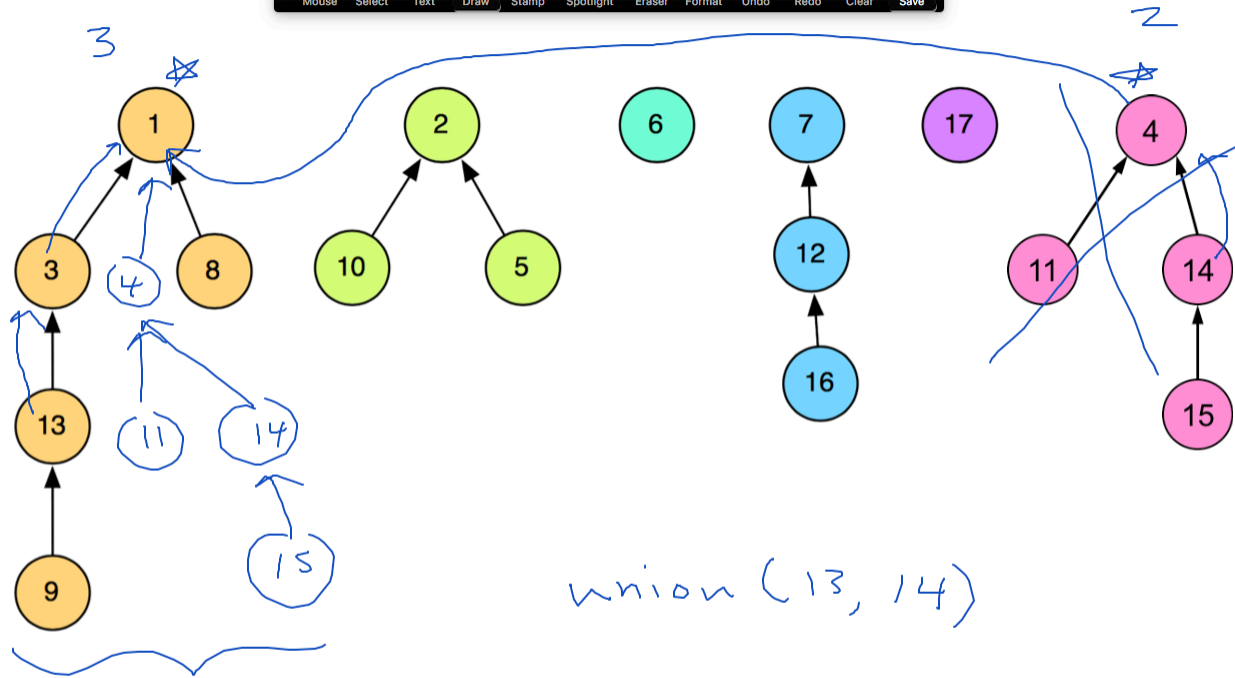 Mouse Select Text Draw Stamp Spotlight Eraser Format Undo Redo Clear Save
3 2
1 2 6 7 17 4
3 4 8 10 5 12 11 14
13 11 14 16 15
9 15
union (13, 14)